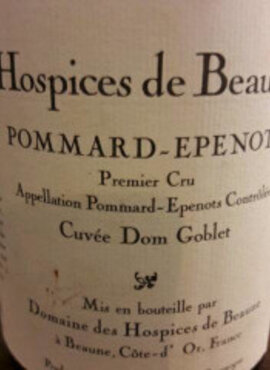 Hospices de Beau
POMMARD-EPENOT
Premier Cru
Appellation Pommard-Epenots Contrôlée
Cuvée Dom Goblet
Mis en bouteille par
Domaine des Hospices de Beaune
à Beaune, Côte-d'Or, France